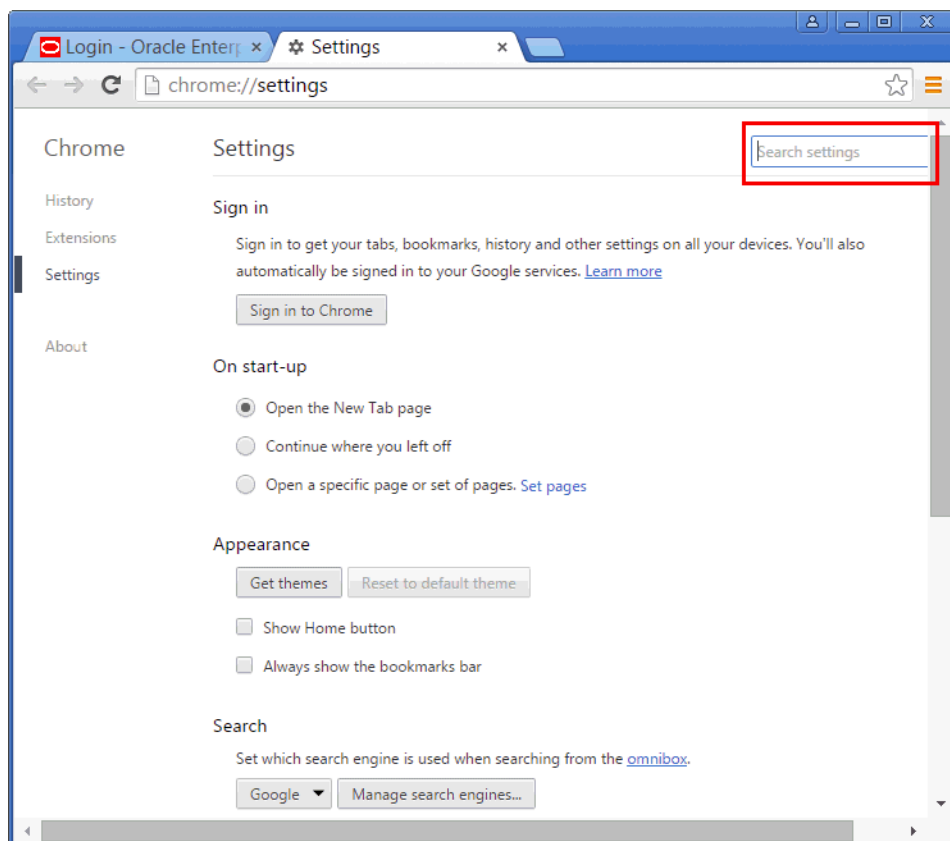 Login - Oracle Enterp
Settings
chrome://settings
Chrome
Settings
Search settings
History
Extensions
Settings
About
Sign in
Sign in to get your tabs, bookmarks, history and other settings on all your devices. You'll also
automatically be signed in to your Google services. Learn more
Sign in to Chrome
On start-up
Open the New Tab page
Continue where you left off
Open a specific page or set of pages. Set pages
Appearance
Get themes Reset to default theme
Show Home button
Always show the bookmarks bar
Search
Set which search engine is used when searching from the omnibox.
Google Manage search engines...